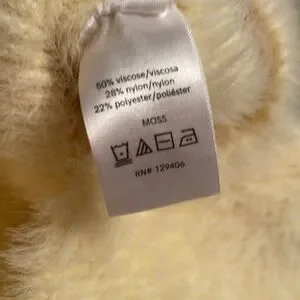 50% viscose/viscosa
28% nylon/nylon
22% polyester/poliéster
MOSS
RN# 129406